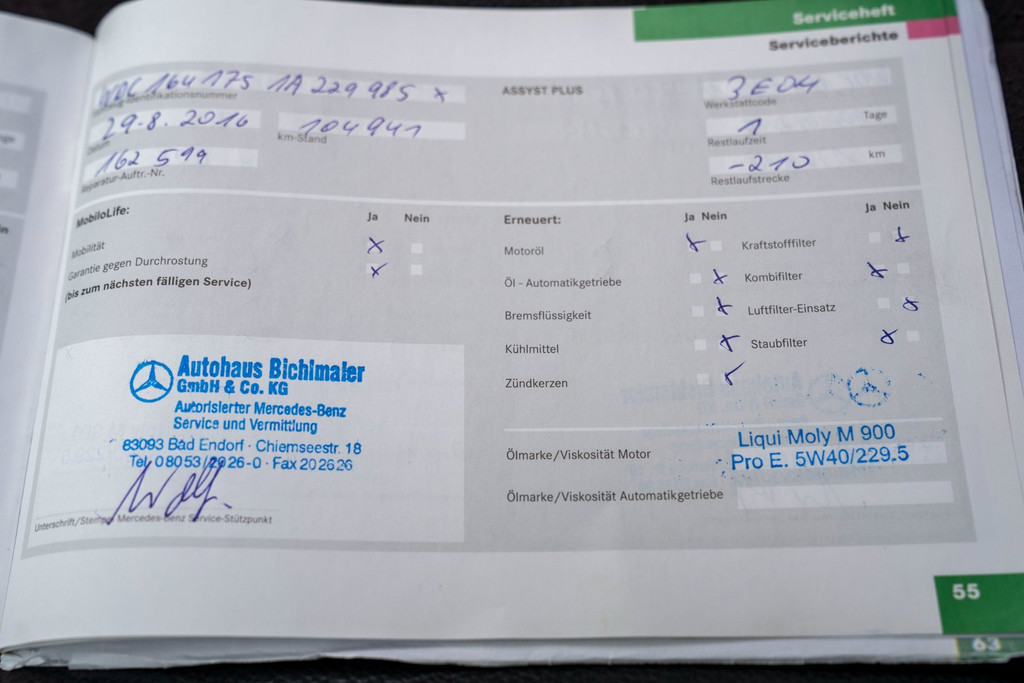 Serviceheft
Serviceberichte
WDC 164175 1A 229985 x
ASSYST PLUS
3E04
Werkstattcode
29.8. 2016
Datum
104941
km-Stand
1
Tage
Restlaufzeit
162 599
Reparatur-Auftr.-Nr.
-210
km
Restlaufstrecke
MobiloLife:
Ja Nein
Mobilität
Garantie gegen Durchrostung
(bis zum nächsten fälligen Service)
Erneuert:
Ja Nein
Ja Nein
Motoröl
Kraftstofffilter
Öl - Automatikgetriebe
Kombifilter
Bremsflüssigkeit
Luftfilter-Einsatz
Kühlmittel
Staubfilter
Zündkerzen
Autohaus Bichlmaier
GmbH & Co. KG
Autorisierter Mercedes-Benz
Service und Vermittlung
83093 Bad Endorf · Chiemseestr. 18
Tel. 08053/2026-0 · Fax 202626
Unterschrift/Stempel Mercedes-Benz Service-Stützpunkt
Ölmarke/Viskosität Motor
Liqui Moly M 900
Pro E. 5W40/229.5
Ölmarke/Viskosität Automatikgetriebe
55
63